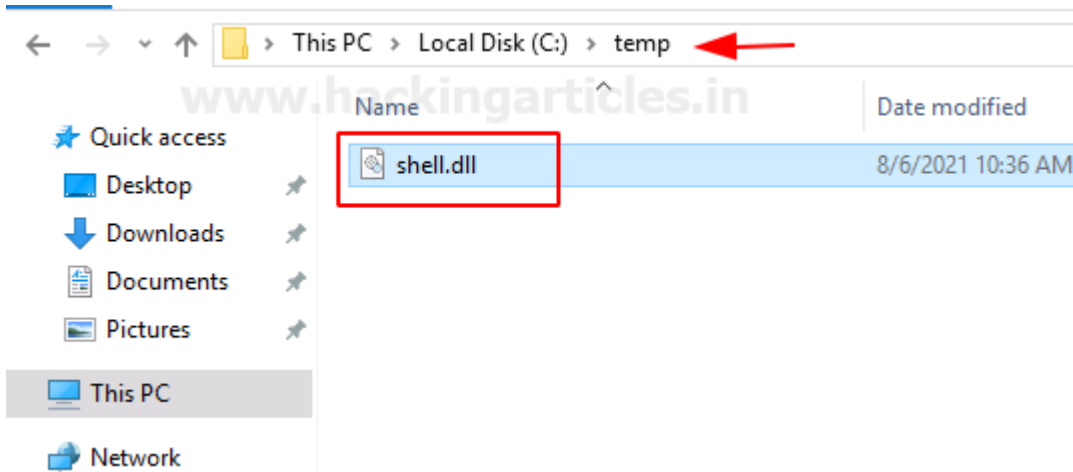 This PC > Local Disk (C:) > temp
www.hackingarticles.in
Name
Date modified
Quick access
shell.dll
8/6/2021 10:36 AM
Desktop
Downloads
Documents
Pictures
This PC
Network